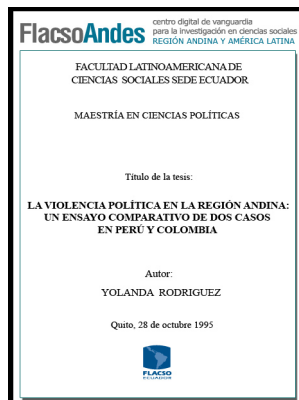 FlacsoAndes
centro digital de vanguardia
para la investigación en ciencias sociales
REGIÓN ANDINA Y AMÉRICA LATINA
FACULTAD LATINOAMERICANA DE
CIENCIAS SOCIALES SEDE ECUADOR
MAESTRÍA EN CIENCIAS POLÍTICAS
Título de la tesis:
LA VIOLENCIA POLÍTICA EN LA REGIÓN ANDINA:
UN ENSAYO COMPARATIVO DE DOS CASOS
EN PERÚ Y COLOMBIA
Autor:
YOLANDA RODRIGUEZ
Quito, 28 de octubre 1995
FLACSO
ECUADOR